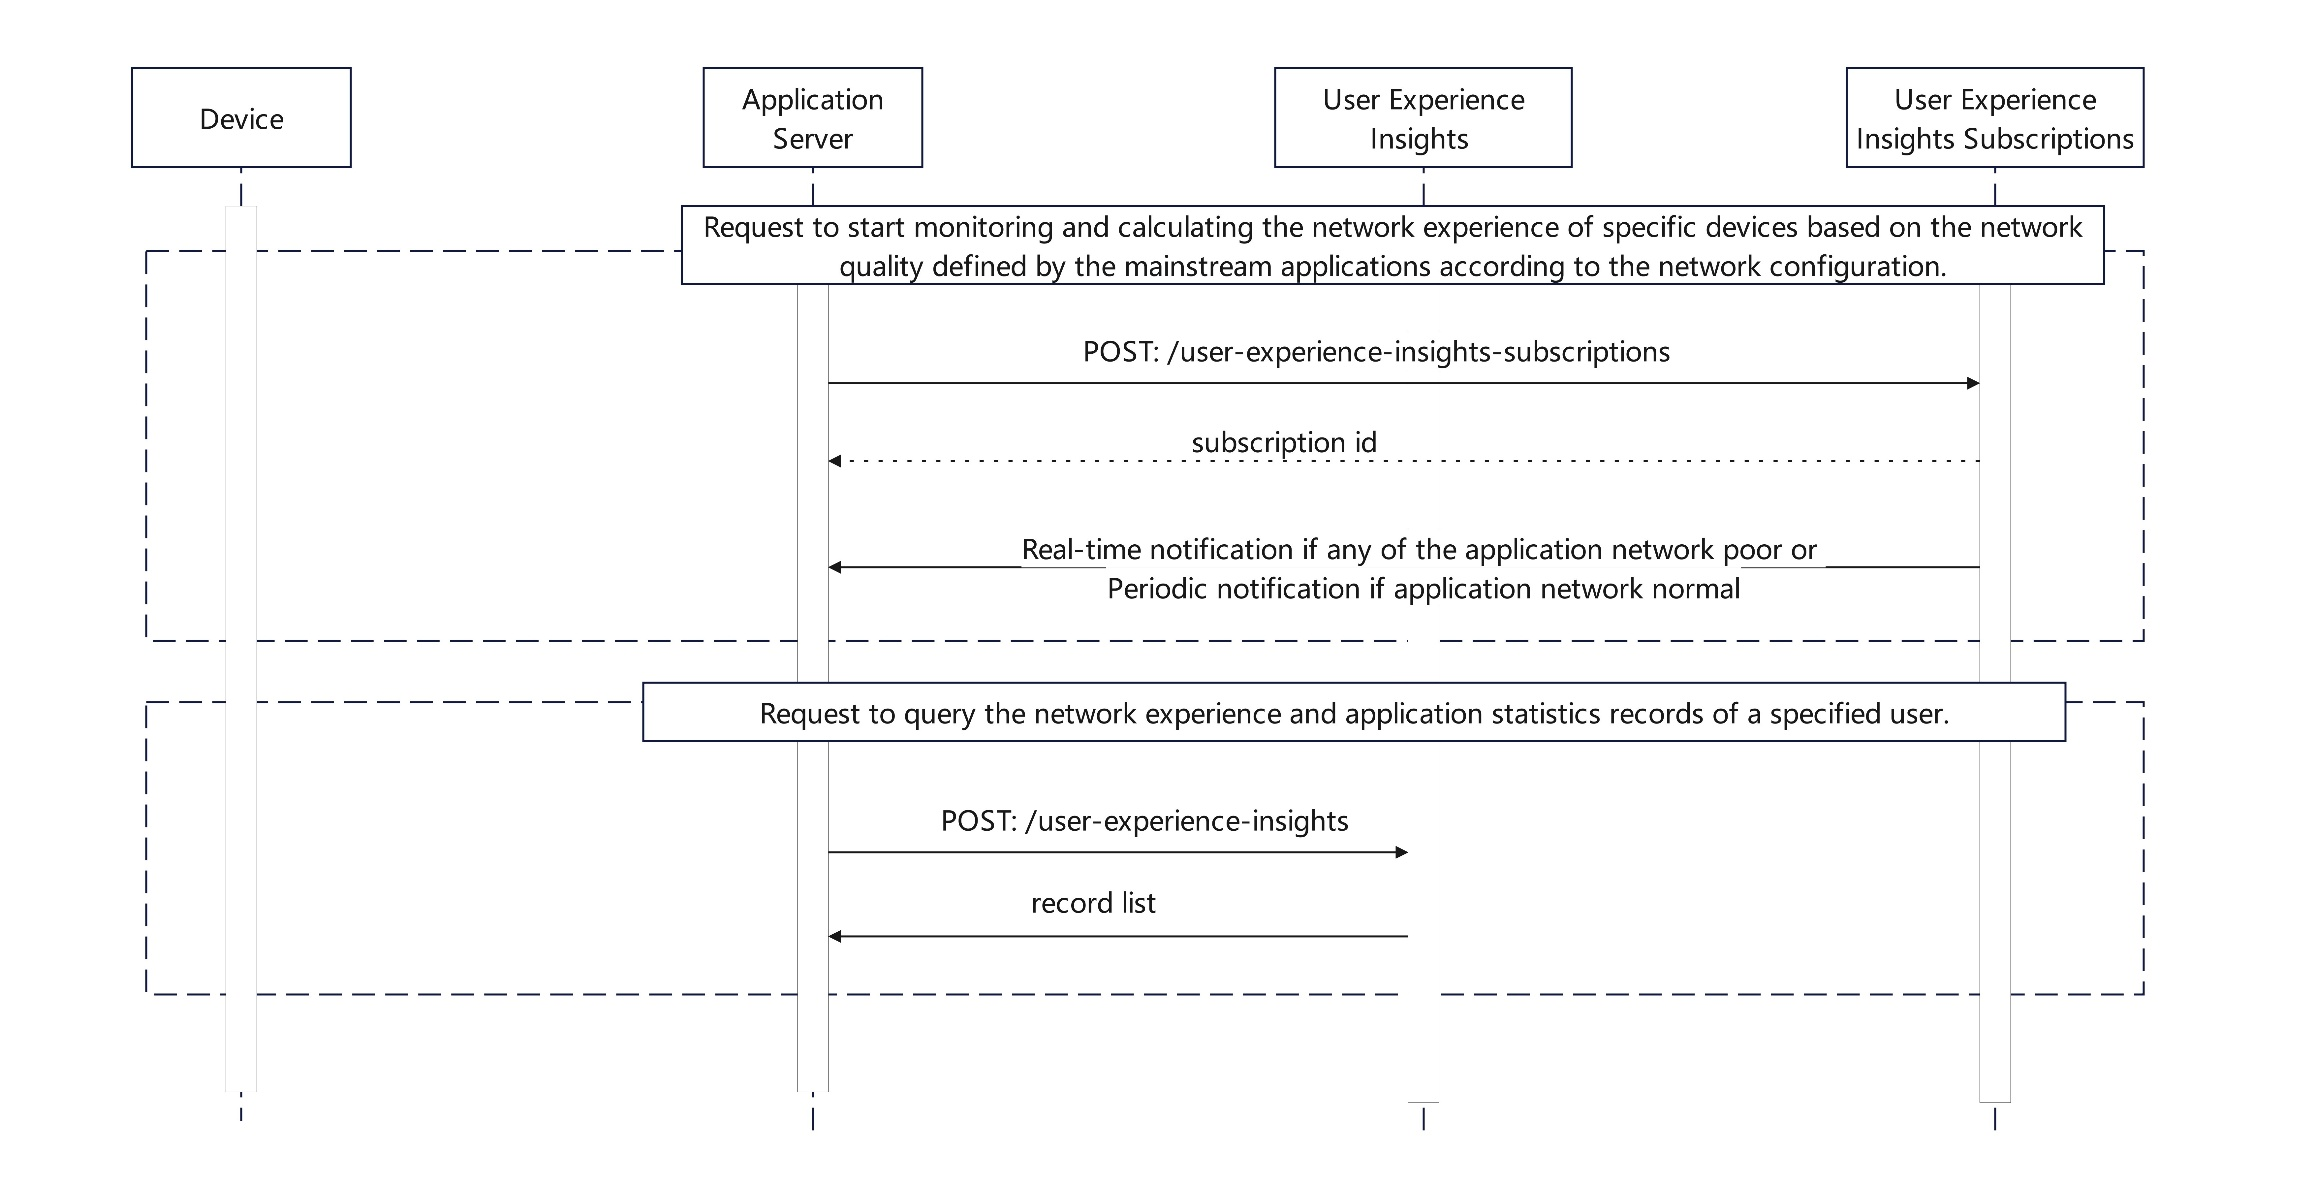 Device
Application
Server
User Experience
Insights
User Experience
Insights Subscriptions
Request to start monitoring and calculating the network experience of specific devices based on the network
quality defined by the mainstream applications according to the network configuration.
POST: /user-experience-insights-subscriptions
subscription id
Real-time notification if any of the application network poor or
Periodic notification if application network normal
Request to query the network experience and application statistics records of a specified user.
POST: /user-experience-insights
record list